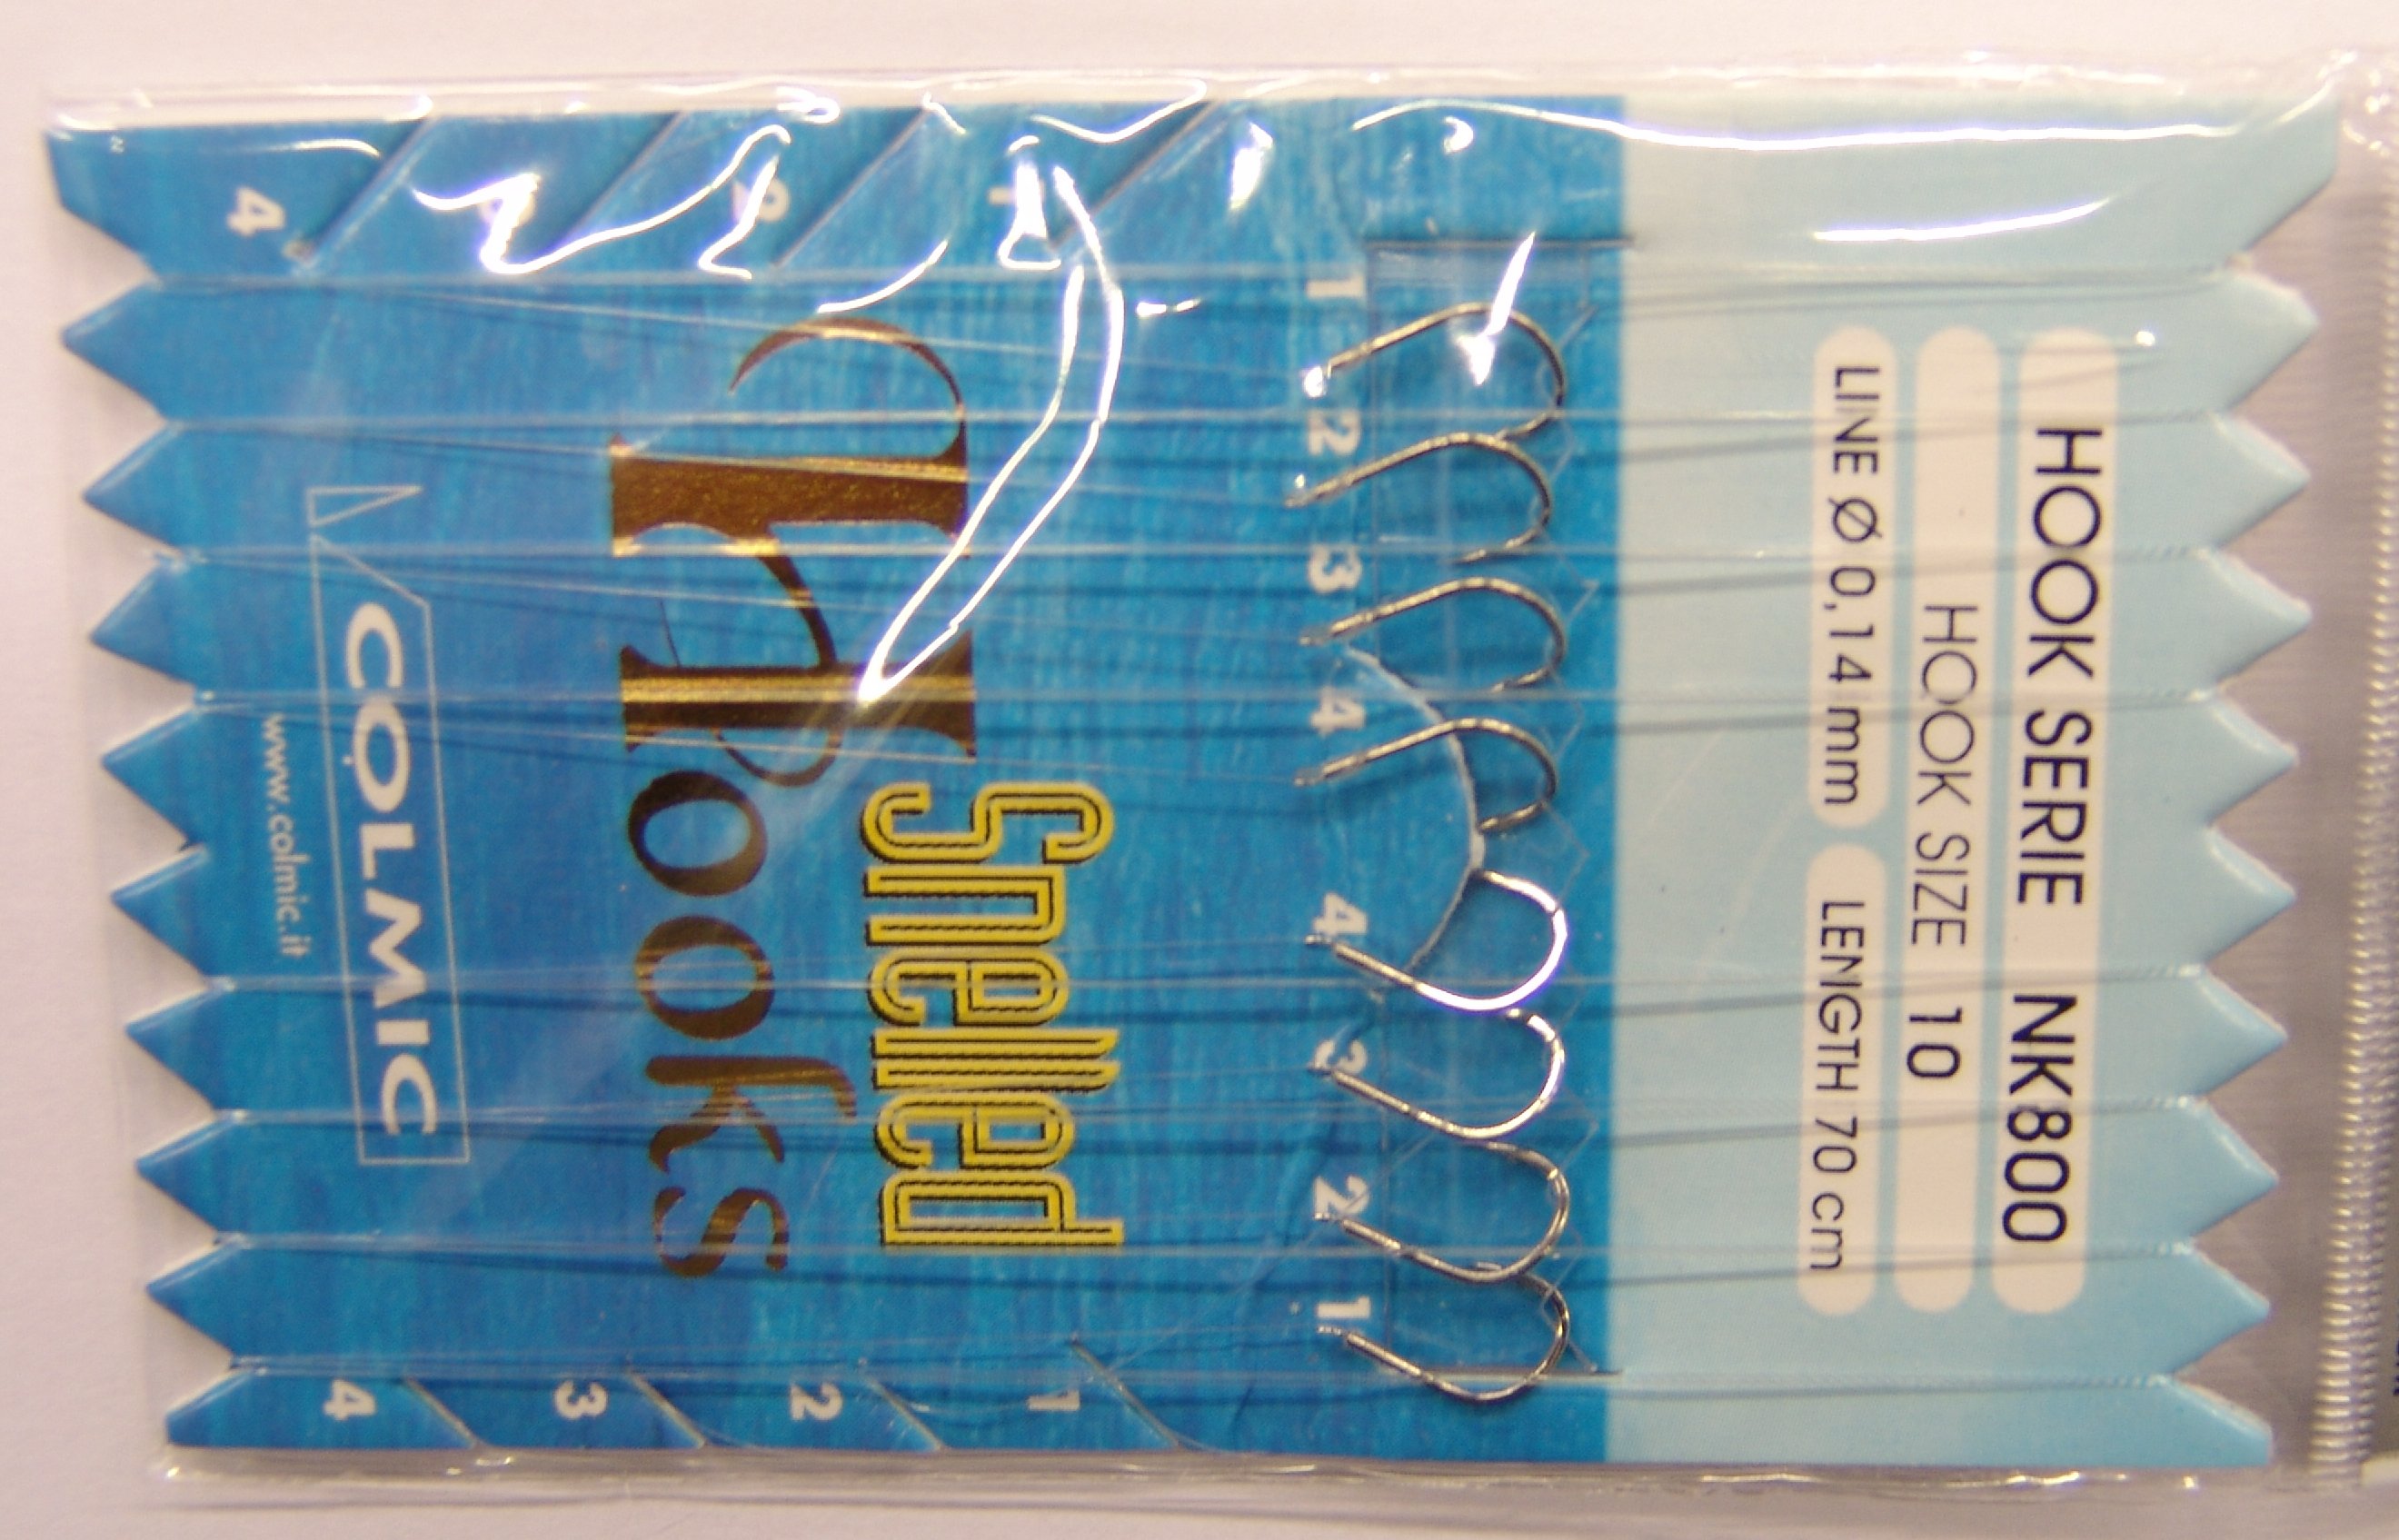 HOOK SERIE NK800
HOOK SIZE 10
LINE Ø 0,14 mm LENGTH 70 cm
1 2 3 4 4 3 2 1
1
1
2
2
3
4
4
Snelled
Hooks
COLMIC
www.colmic.it